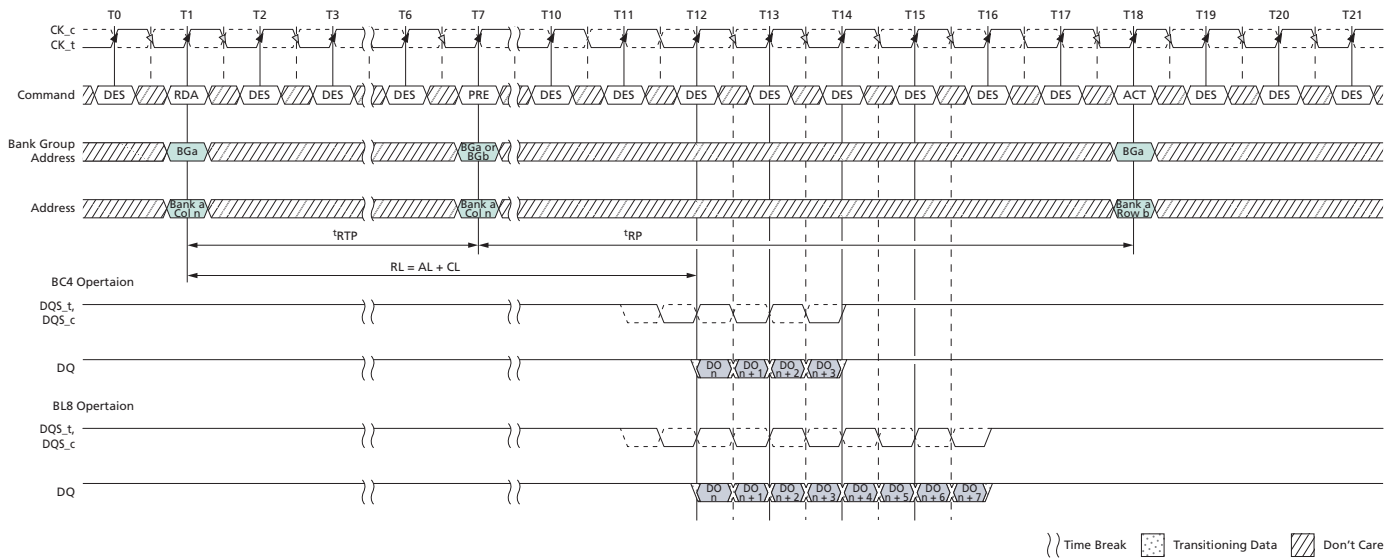 T0 T1 T2 T3 T6 T7 T10 T11 T12 T13 T14 T15 T16 T17 T18 T19 T20 T21
CK_c
CK_t
Command DES RDA DES DES DES PRE DES DES DES DES DES DES DES DES ACT DES DES DES
Bank Group
Address
BGa
BGa or
BGb
BGa
Address
Bank a
Col n
Bank a
Col n
Bank a
Row b
tRTP tRP
RL = AL + CL
BC4 Opertaion
DQS_t,
DQS_c
DQ
DO
n
DO
n + 1
DO
n + 2
DO
n + 3
BL8 Opertaion
DQS_t,
DQS_c
DQ
DO
n
DO
n + 1
DO
n + 2
DO
n + 3
DO
n + 4
DO
n + 5
DO
n + 6
DO
n + 7
Time Break Transitioning Data Don't Care